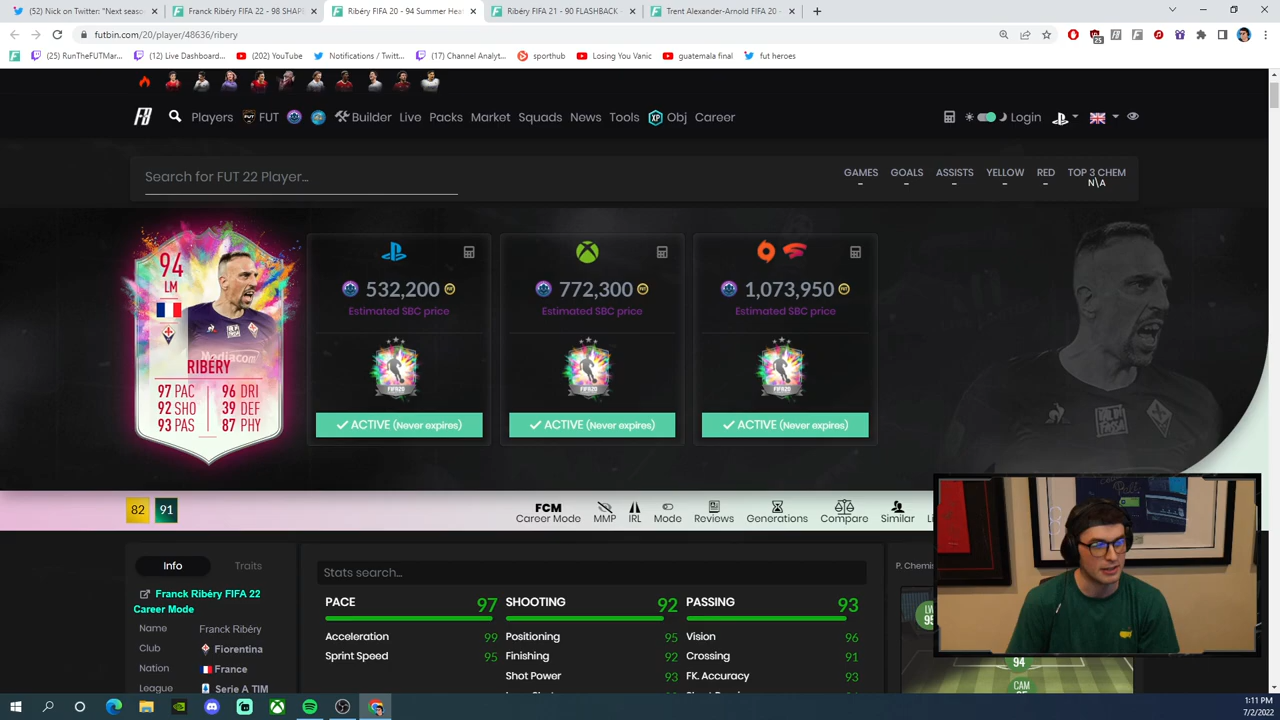 (25) Nick on Twitter: "Next seaso
Franck Ribéry FIFA 22 - 98 SHAP
Ribéry FIFA 20 - 94 Summer Hea
Ribéry FIFA 21 - 90 FLASHBACK -
Trent Alexander-Arnold FIFA 20 -
futbin.com/20/player/48636/ribery
(25) RunTheFUTMar...
(12) Live Dashboard...
(202) YouTube
Notifications / Twitt...
(17) Channel Analyt...
sporthub
Losing You Vanic
guatemala final
fut heroes
Players
FUT
Builder
Live
Packs
Market
Squads
News
Tools
Obj
Career
Login
Search for FUT 22 Player...
GAMES
GOALS
ASSISTS
YELLOW
RED
TOP 3 CHEM
- - - - - N\A
94
LM
RIBÉRY
97 PAC 96 DRI
92 SHO 39 DEF
93 PAS 87 PHY
532,200
Estimated SBC price
FIFA20
ACTIVE (Never expires)
772,300
Estimated SBC price
FIFA20
ACTIVE (Never expires)
1,073,950
Estimated SBC price
FIFA20
ACTIVE (Never expires)
82 91
FCM
Career Mode
MMP
IRL
Mode
Reviews
Generations
Compare
Similar
Info
Traits
Franck Ribéry FIFA 22
Career Mode
Name Franck Ribéry
Club Fiorentina
Nation France
League Serie A TIM
Stats search...
PACE 97
Acceleration 99
Sprint Speed 95
SHOOTING 92
Positioning 95
Finishing 92
Shot Power 93
PASSING 93
Vision 96
Crossing 91
FK. Accuracy 93
P. Chemis
LW
95
94
CAM
1:11 PM
7/2/2022